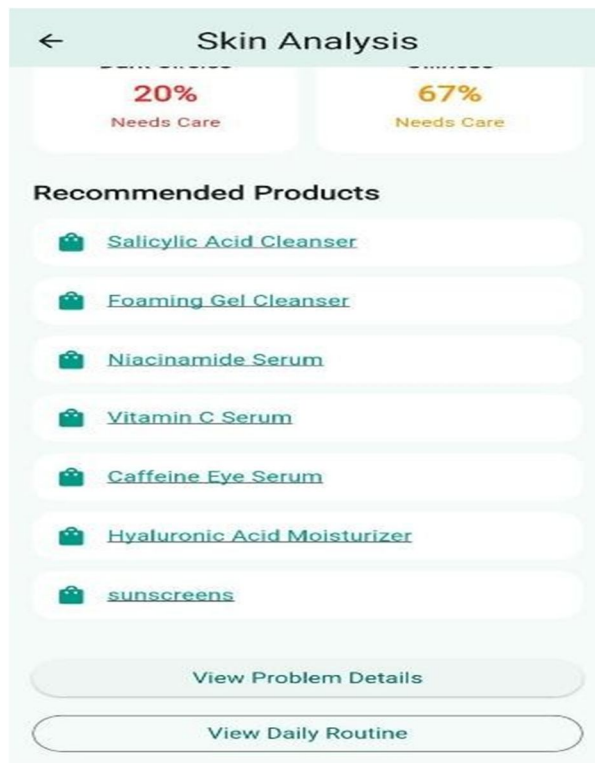 Skin Analysis
20%
67%
Needs Care
Needs Care
Recommended Products
Salicylic Acid Cleanser
Foaming Gel Cleanser
Niacinamide Serum
Vitamin C Serum
Caffeine Eye Serum
Hyaluronic Acid Moisturizer
sunscreens
View Problem Details
View Daily Routine